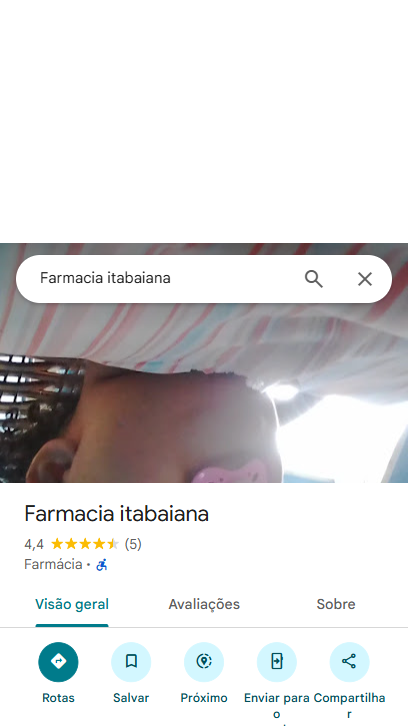 Farmacia itabaiana
Farmacia itabaiana
4,4 (5)
Farmácia ·
Visão geral Avaliações Sobre
Rotas Salvar Próximo Enviar para o Compartilhar